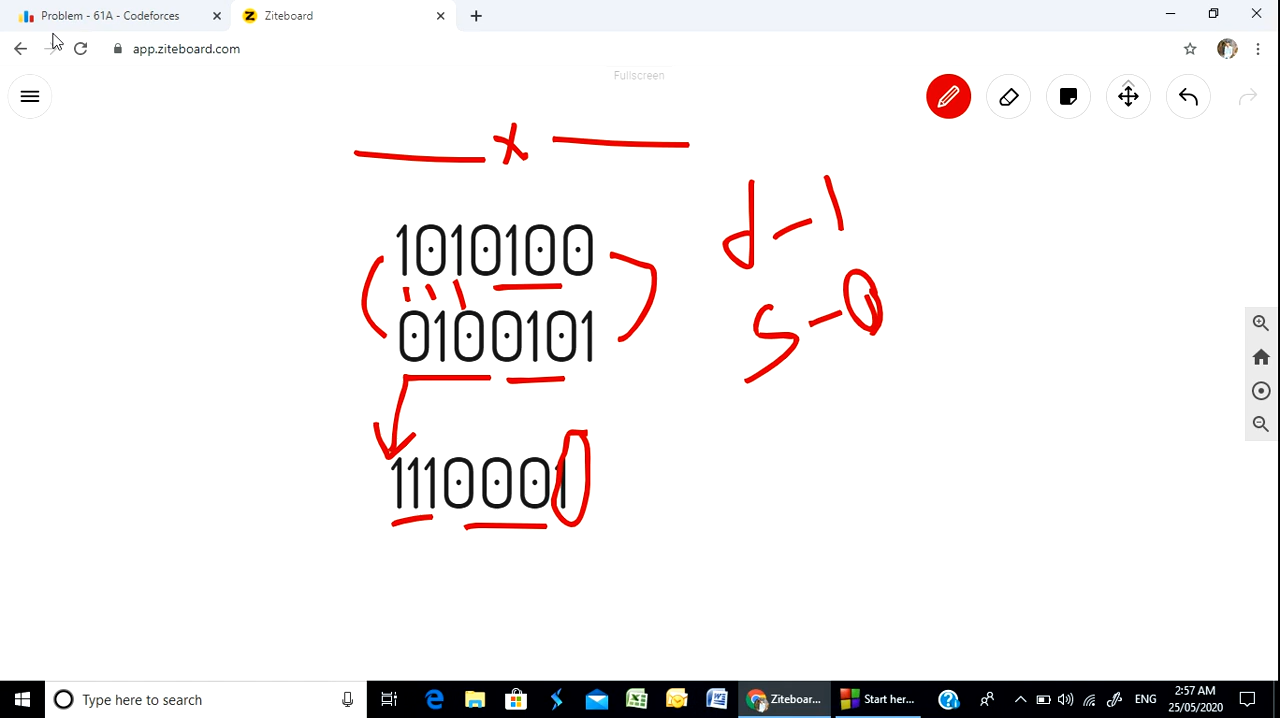 Problem - 61A - Codeforces
Ziteboard
app.ziteboard.com
Fullscreen
x
1010100
0100101
1110001
d-1
s-0
Type here to search
Ziteboar...
Start her...
ENG
2:57 AM
25/05/2020